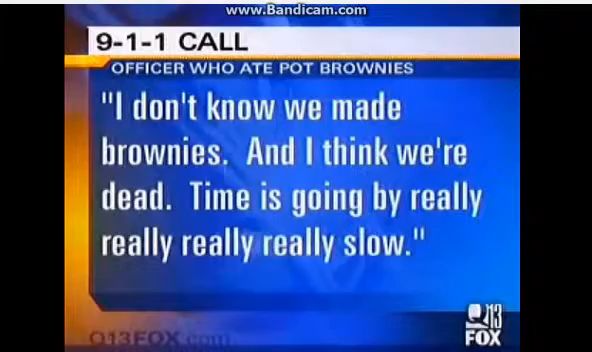 www.Bandicam.com
9-1-1 CALL
OFFICER WHO ATE POT BROWNIES
"I don't know we made
brownies. And I think we're
dead. Time is going by really
really really really slow."
Q13FOX.com
Q13
FOX